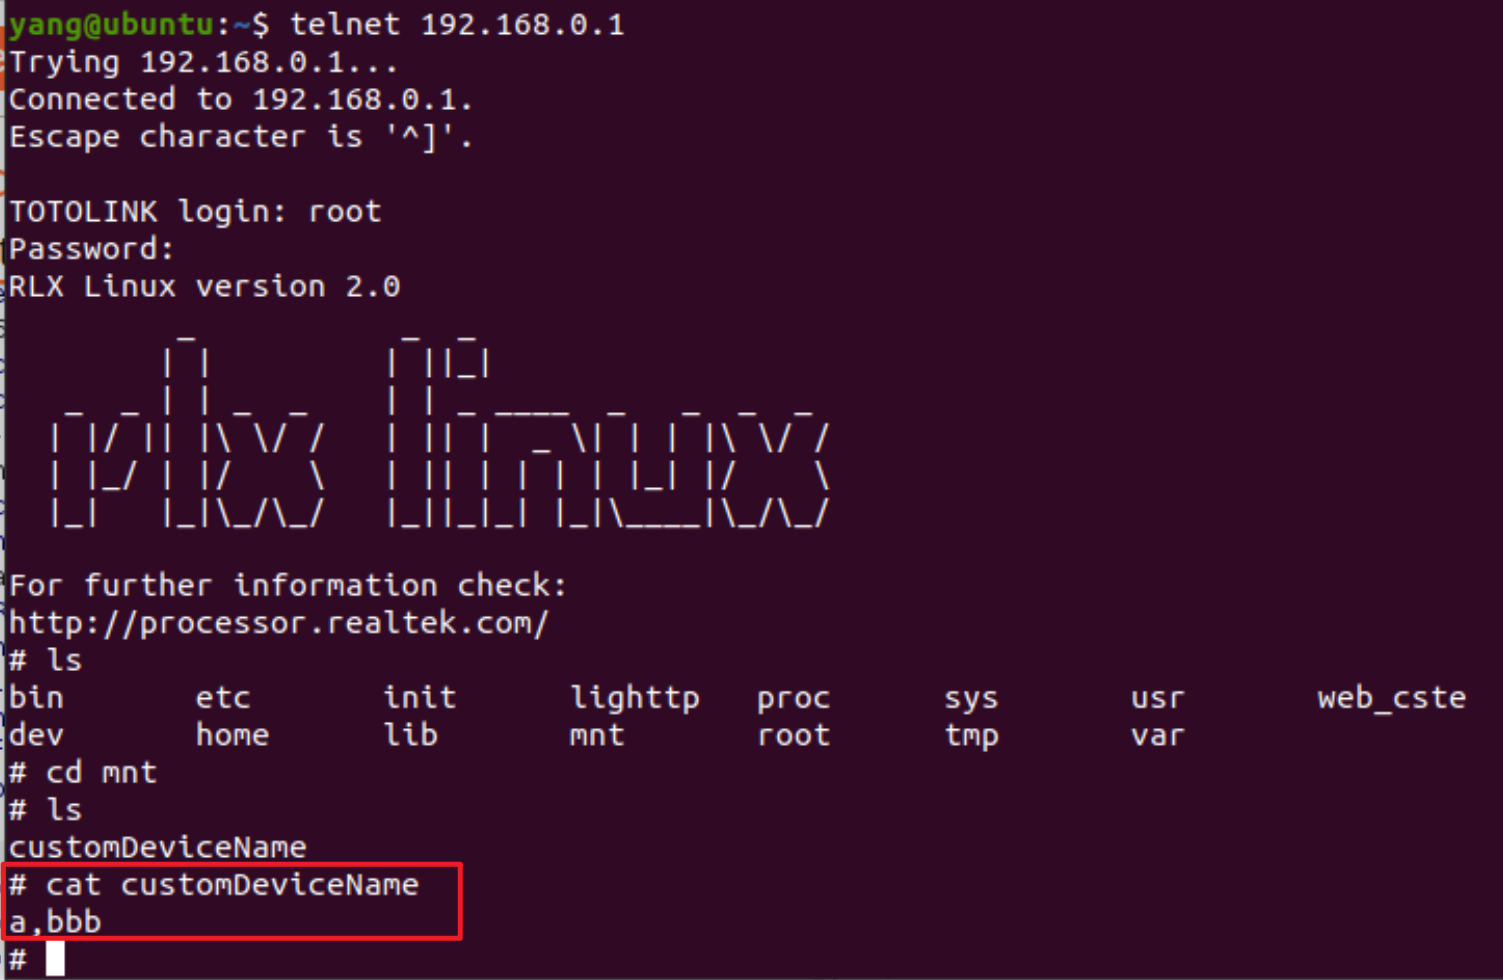 yang@ubuntu:~$ telnet 192.168.0.1
Trying 192.168.0.1...
Connected to 192.168.0.1.
Escape character is '^]'.
TOTOLINK login: root
Password:
RLX Linux version 2.0
rlx linux
For further information check:
http://processor.realtek.com/
# ls
bin etc init lighttp proc sys usr web_cste
dev home lib mnt root tmp var
# cd mnt
# ls
customDeviceName
# cat customDeviceName
a,bbb
#